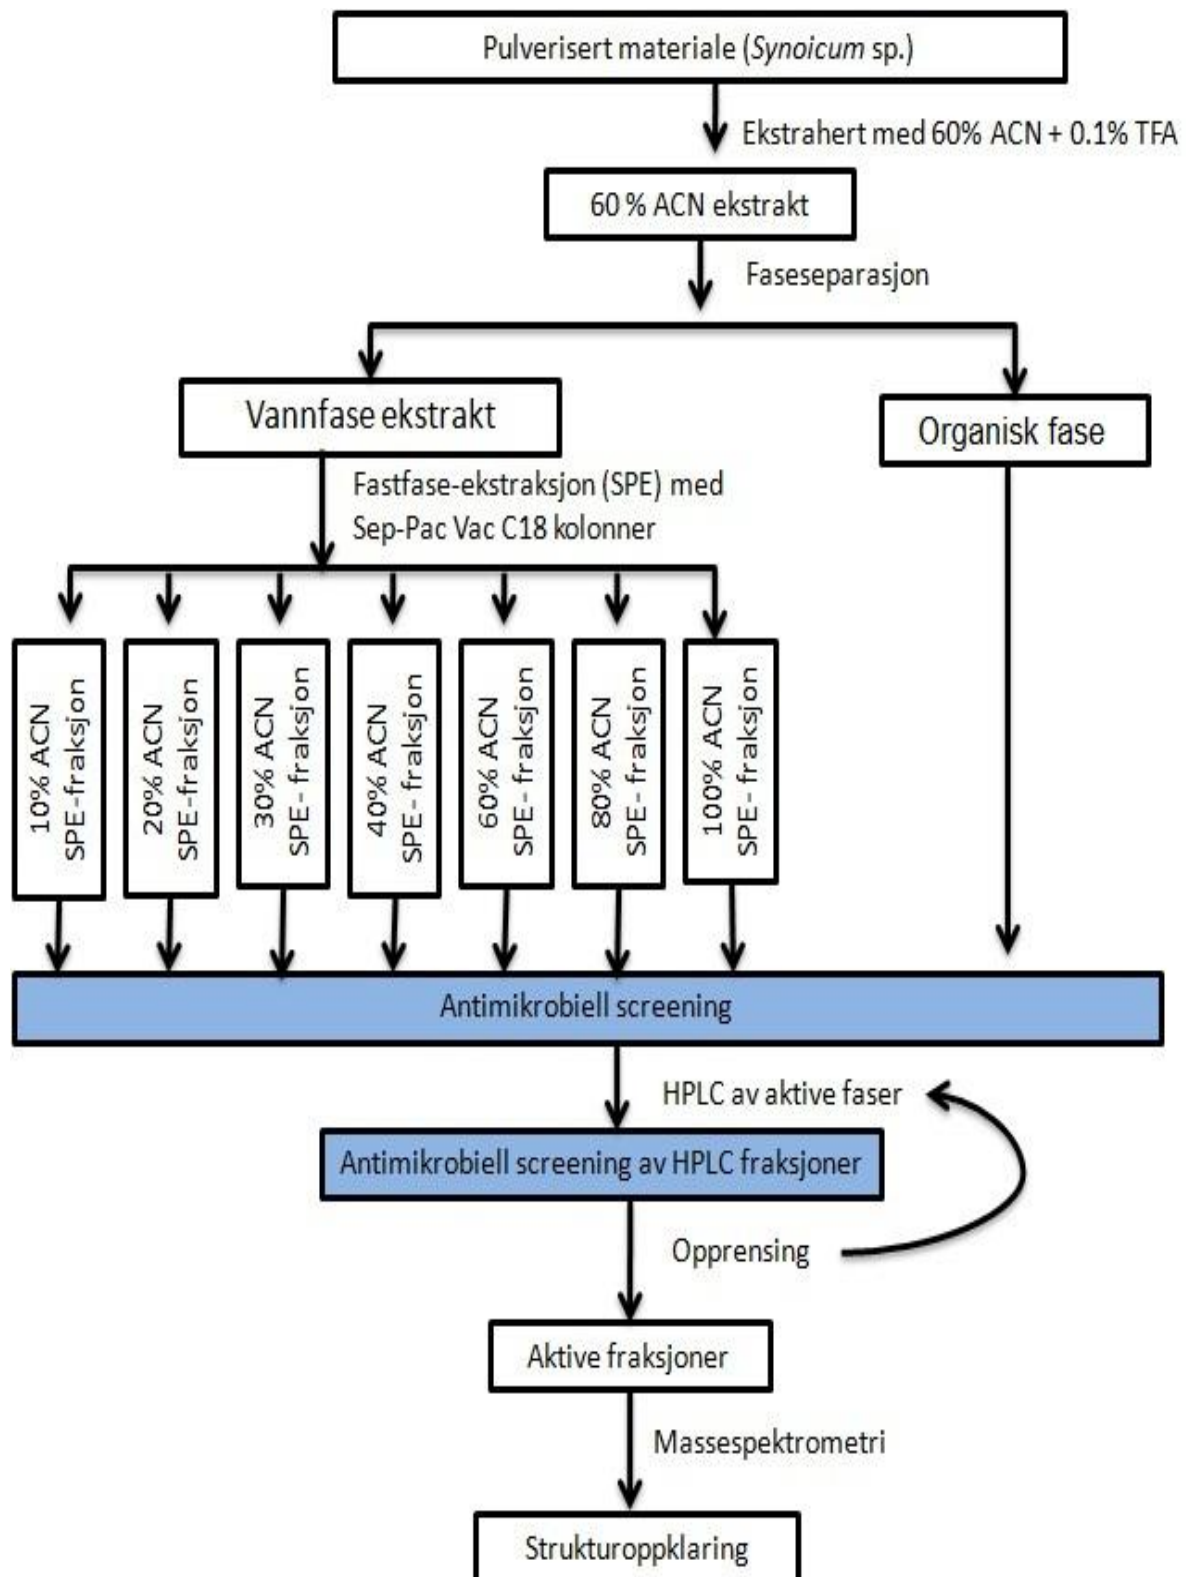 Pulverisert materiale (Synoicum sp.)
Ekstrahert med 60% ACN + 0.1% TFA
60 % ACN ekstrakt
Faseseparasjon
Vannfase ekstrakt
Organisk fase
Fastfase-ekstraksjon (SPE) med
Sep-Pac Vac C18 kolonner
10% ACN
SPE-fraksjon
20% ACN
SPE-fraksjon
30% ACN
SPE- fraksjon
40% ACN
SPE- fraksjon
60% ACN
SPE- fraksjon
80% ACN
SPE- fraksjon
100% ACN
SPE- fraksjon
Antimikrobiell screening
HPLC av aktive faser
Antimikrobiell screening av HPLC fraksjoner
Opprensing
Aktive fraksjoner
Massespektrometri
Strukturoppklaring